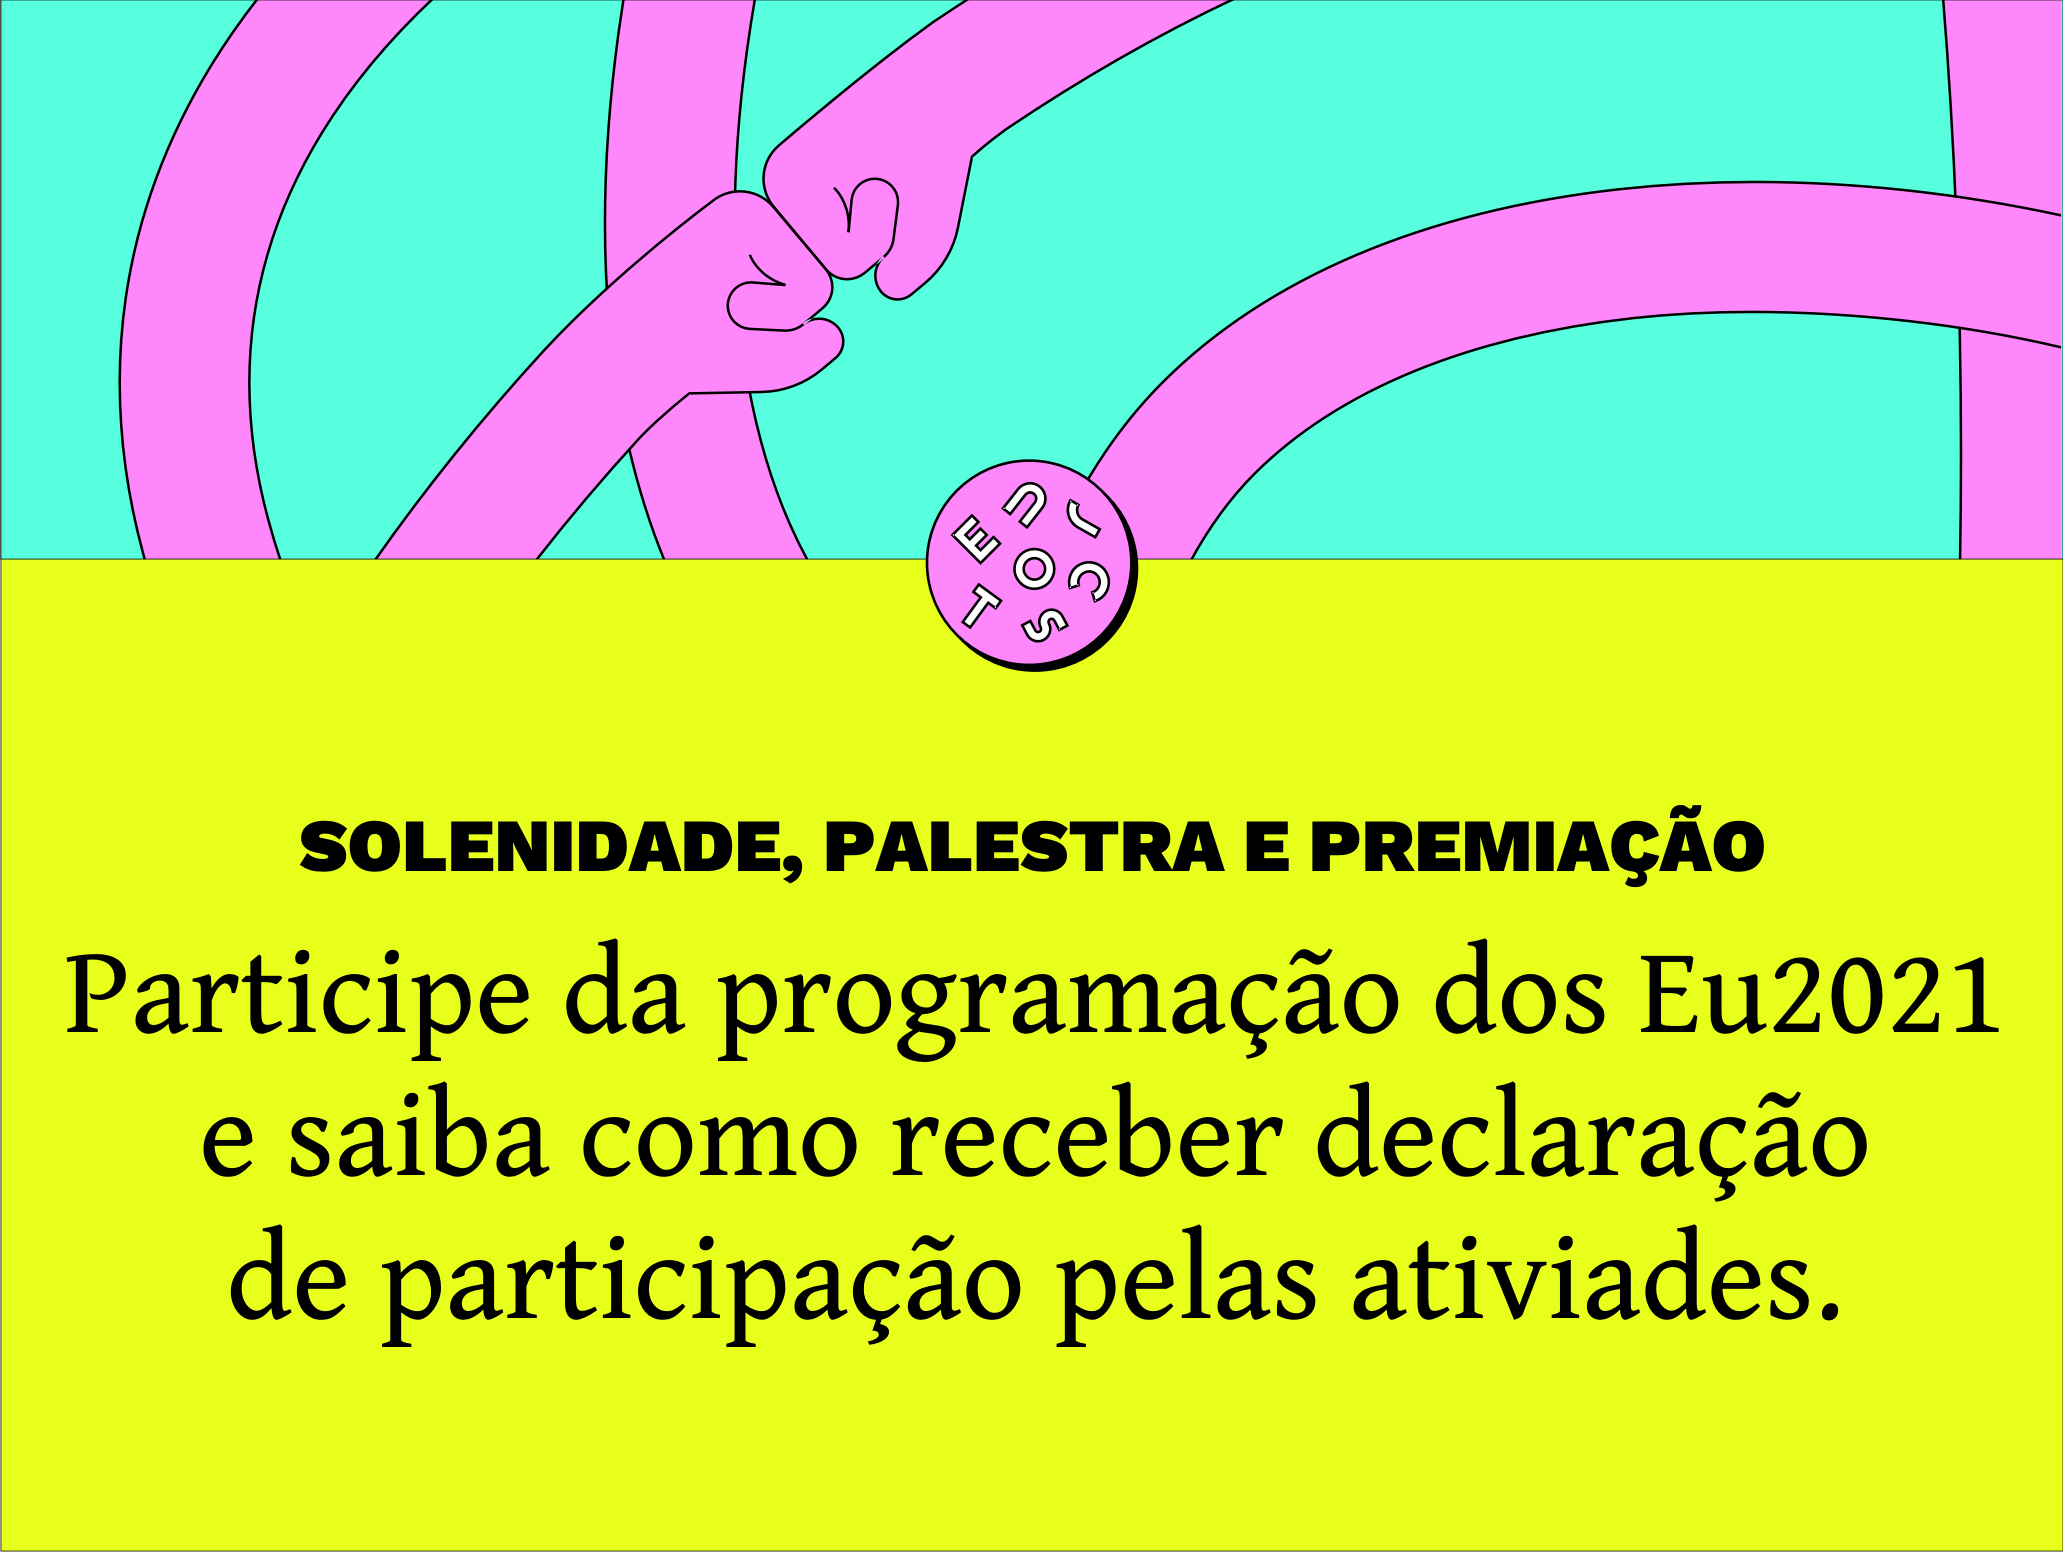 E U J
T O C
S
SOLENIDADE, PALESTRA E PREMIAÇÃO
Participe da programação dos Eu2021
e saiba como receber declaração
de participação pelas ativiades.